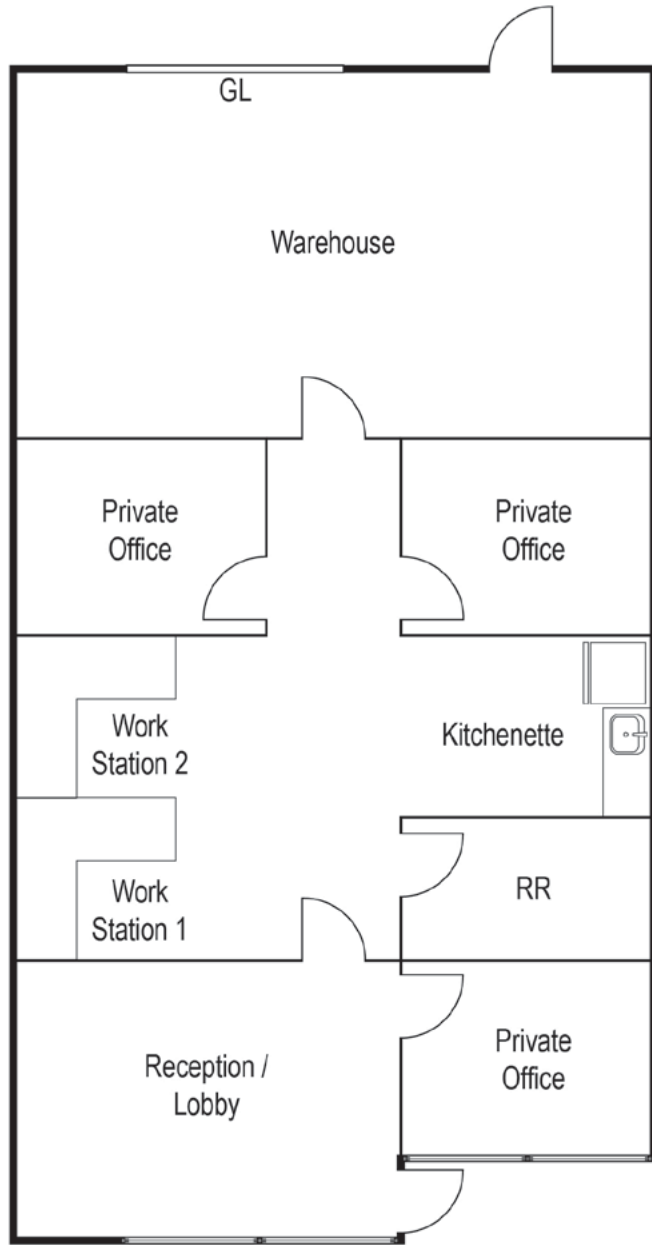 GL
Warehouse
Private
Office
Private
Office
Work
Station 2
Kitchenette
Work
Station 1
RR
Reception /
Lobby
Private
Office